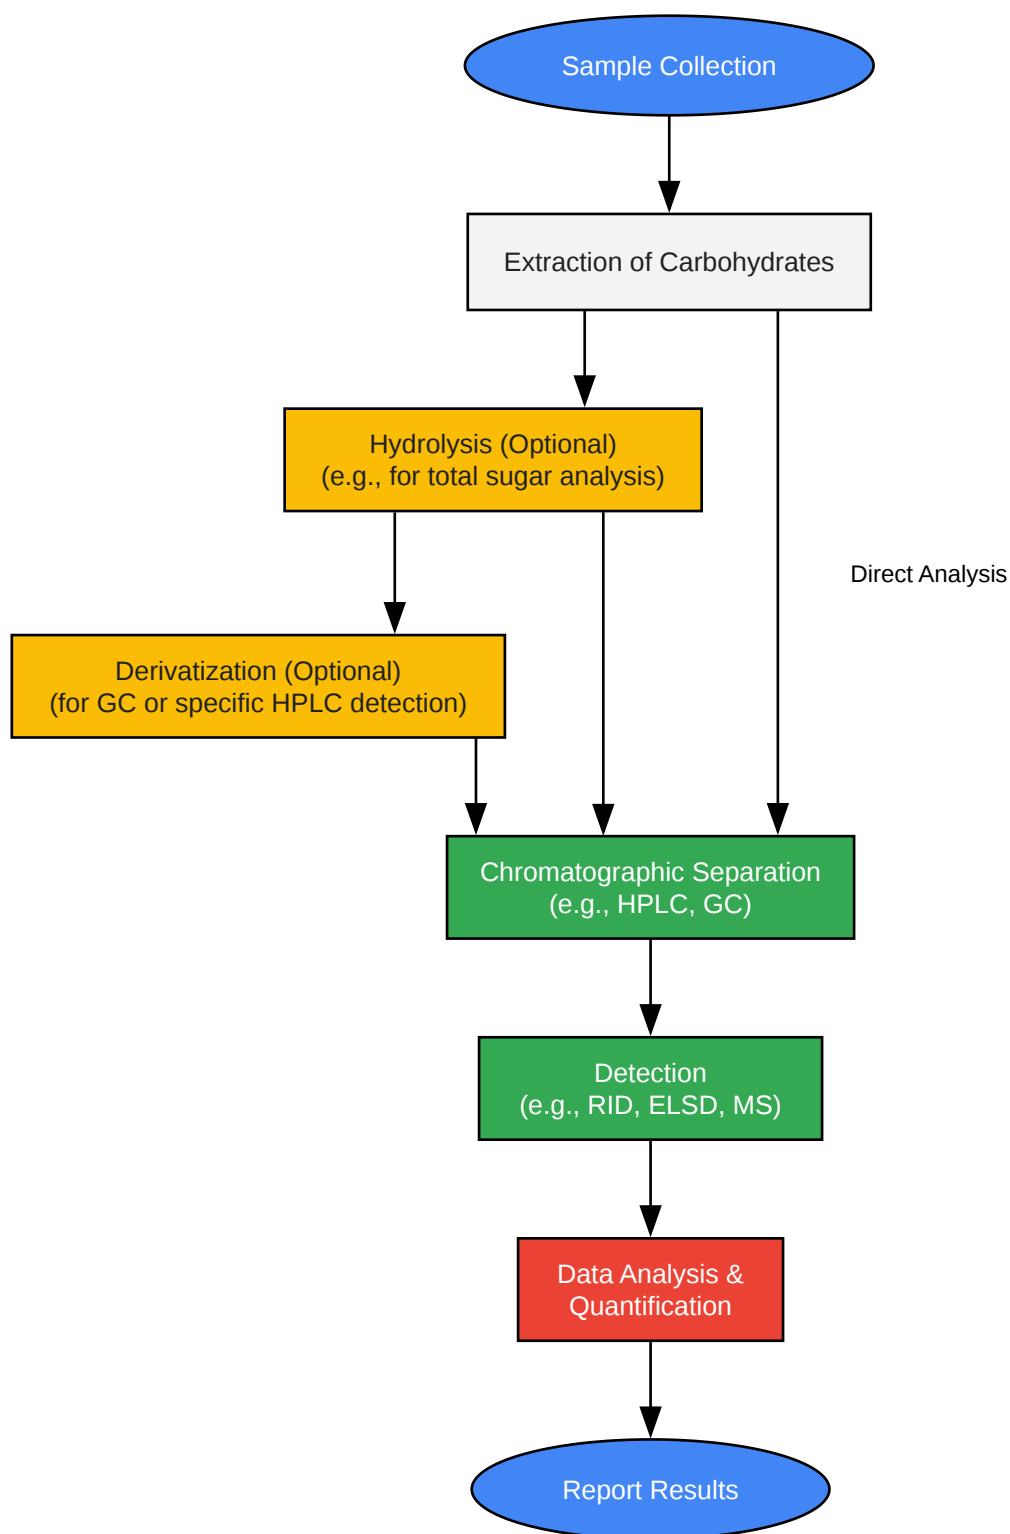 Sample Collection
Extraction of Carbohydrates
Hydrolysis (Optional)
(e.g., for total sugar analysis)
Direct Analysis
Derivatization (Optional)
(for GC or specific HPLC detection)
Chromatographic Separation
(e.g., HPLC, GC)
Detection
(e.g., RID, ELSD, MS)
Data Analysis &
Quantification
Report Results